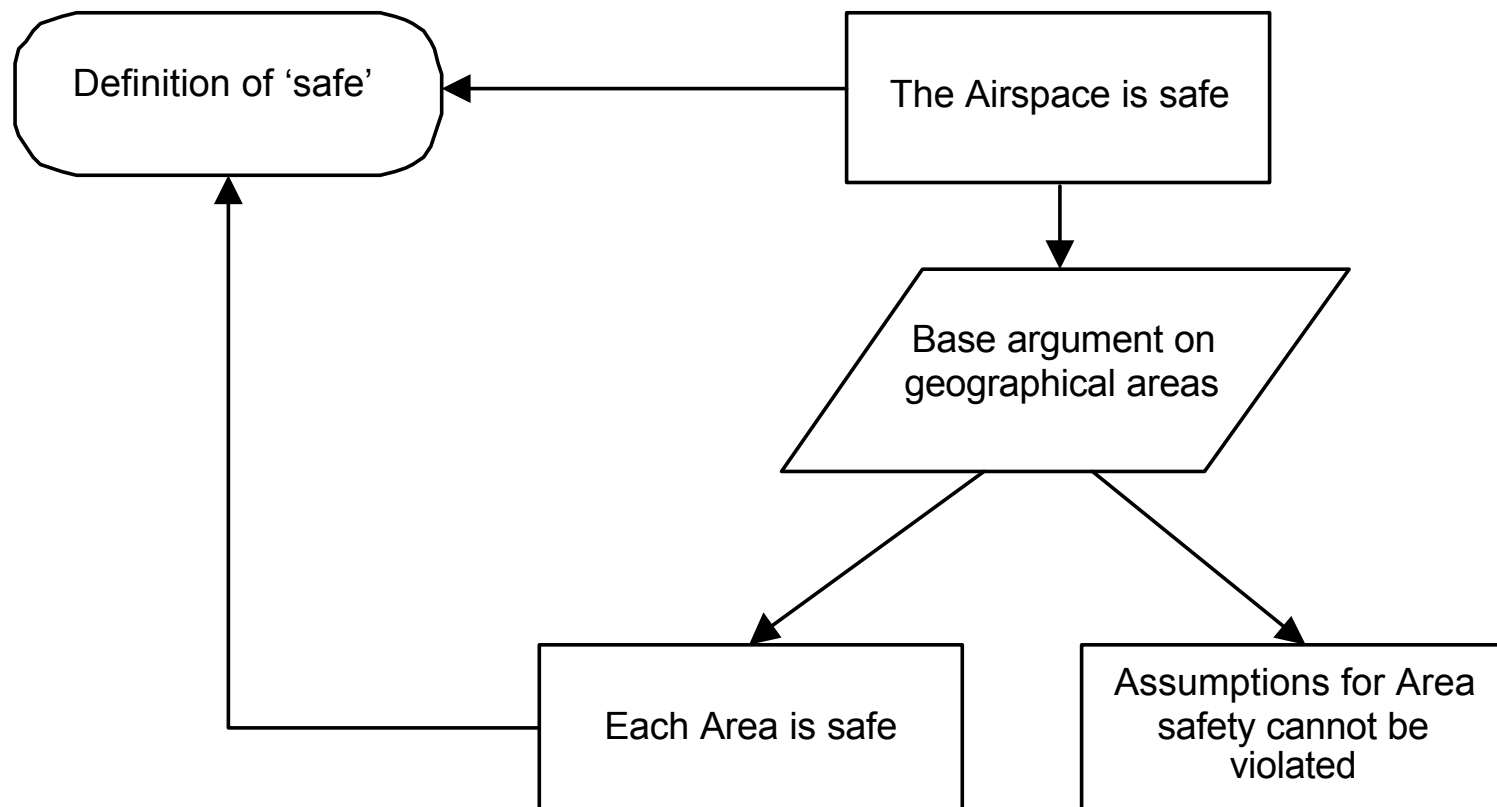 Definition of ‘safe’
The Airspace is safe
Base argument on
geographical areas
Each Area is safe
Assumptions for Area
safety cannot be
violated